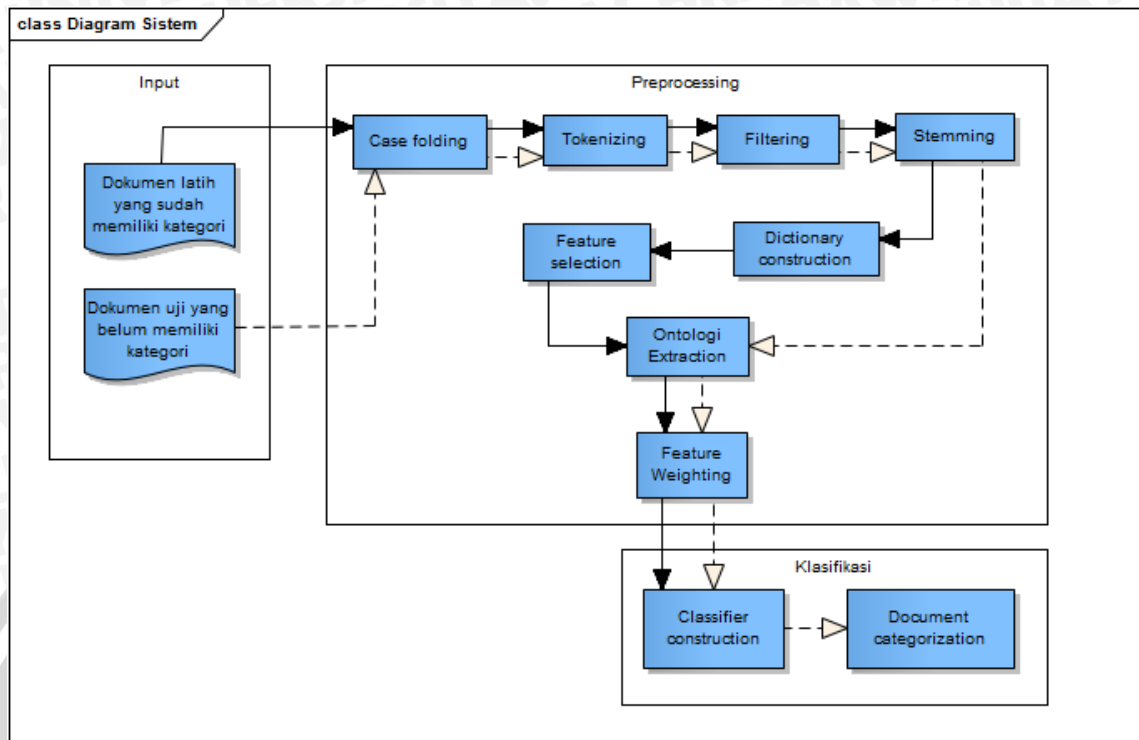 class Diagram Sistem
Input
Preprocessing
Case folding
Tokenizing
Filtering
Stemming
Dokumen latih
yang sudah
memiliki kategori
Feature
selection
Dictionary
construction
Dokumen uji yang
belum memiliki
kategori
Ontologi
Extraction
Feature
Weighting
Klasifikasi
Classifier
construction
Document
categorization